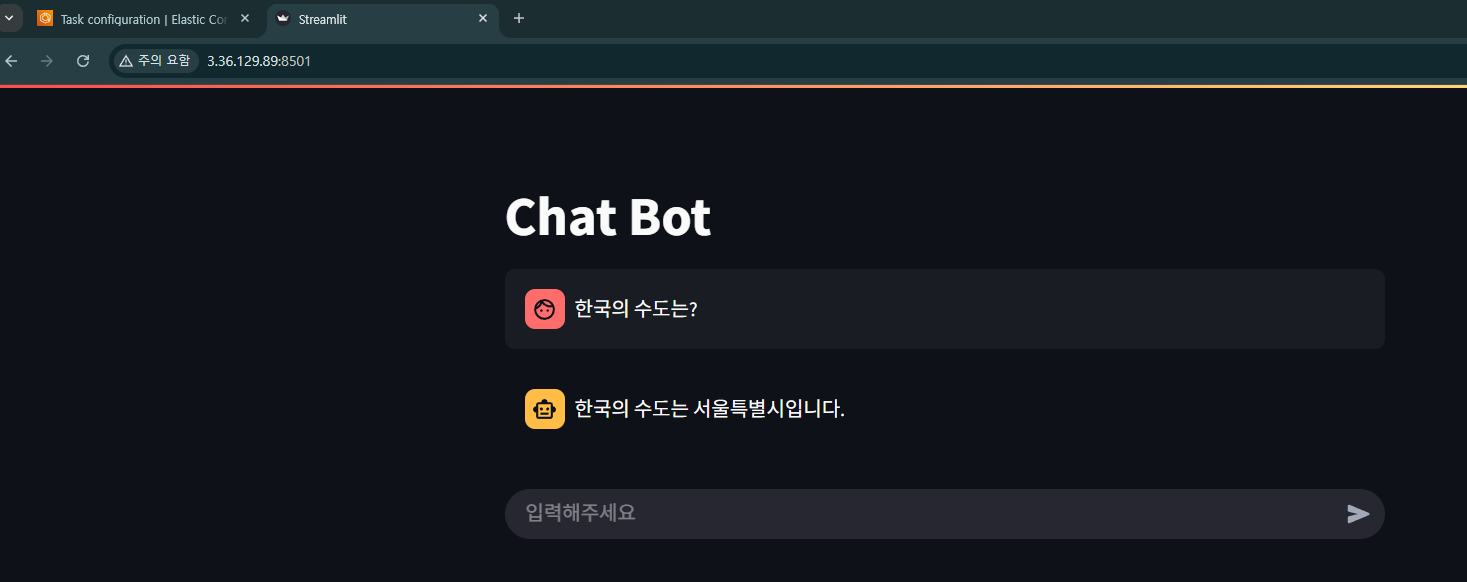 Task configuration | Elastic Cor
Streamlit
주의 요함 3.36.129.89:8501
Chat Bot
한국의 수도는?
한국의 수도는 서울특별시입니다.
입력해주세요